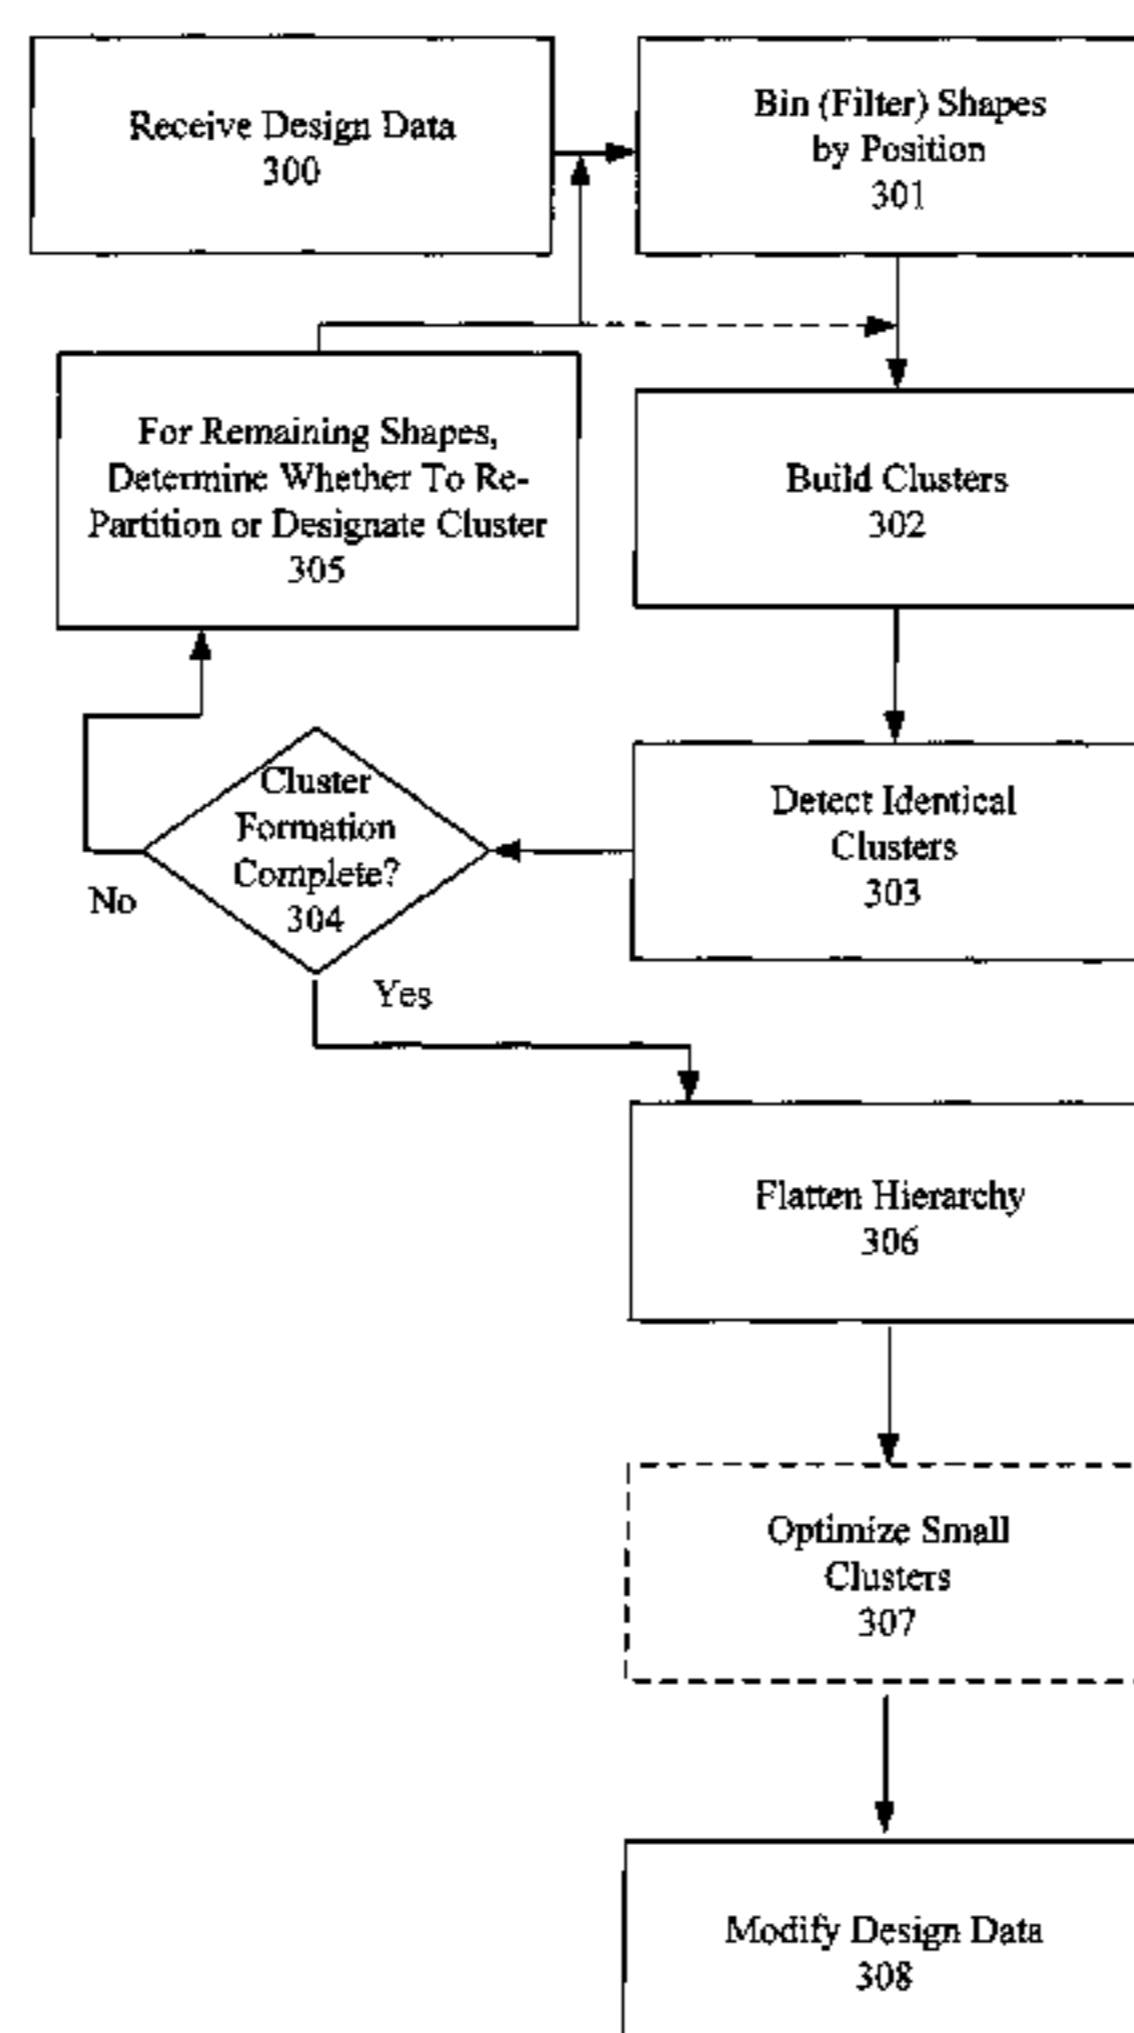 Receive Design Data
300
Bin (Filter) Shapes
by Position
301
For Remaining Shapes,
Determine Whether To Re-
Partition or Designate Cluster
305
Build Clusters
302
Cluster
Formation
Complete?
304
Detect Identical
Clusters
303
No
Yes
Flatten Hierarchy
306
Optimize Small
Clusters
307
Modify Design Data
308